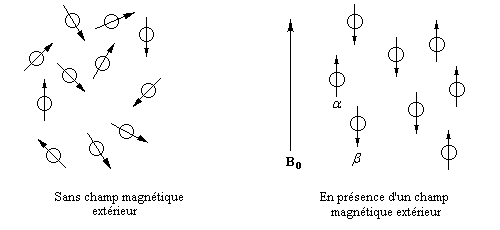 α
β
B₀
Sans champ magnétique
extérieur
En présence d'un champ
magnétique extérieur